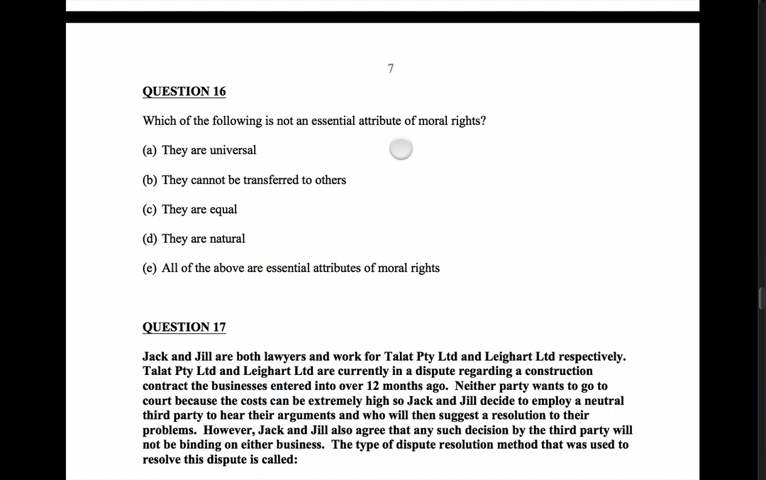 7
QUESTION 16
Which of the following is not an essential attribute of moral rights?
(a) They are universal
(b) They cannot be transferred to others
(c) They are equal
(d) They are natural
(e) All of the above are essential attributes of moral rights
QUESTION 17
Jack and Jill are both lawyers and work for Talat Pty Ltd and Leighart Ltd respectively.
Talat Pty Ltd and Leighart Ltd are currently in a dispute regarding a construction
contract the businesses entered into over 12 months ago. Neither party wants to go to
court because the costs can be extremely high so Jack and Jill decide to employ a neutral
third party to hear their arguments and who will then suggest a resolution to their
problems. However, Jack and Jill also agree that any such decision by the third party will
not be binding on either business. The type of dispute resolution method that was used to
resolve this dispute is called: